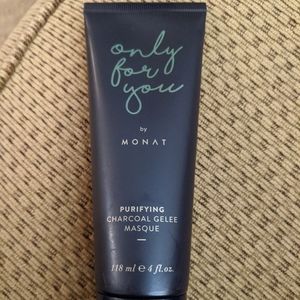 only
for
you
by
MONAT
PURIFYING
CHARCOAL GELEE
MASQUE
118 ml ℮ 4 fl.oz.